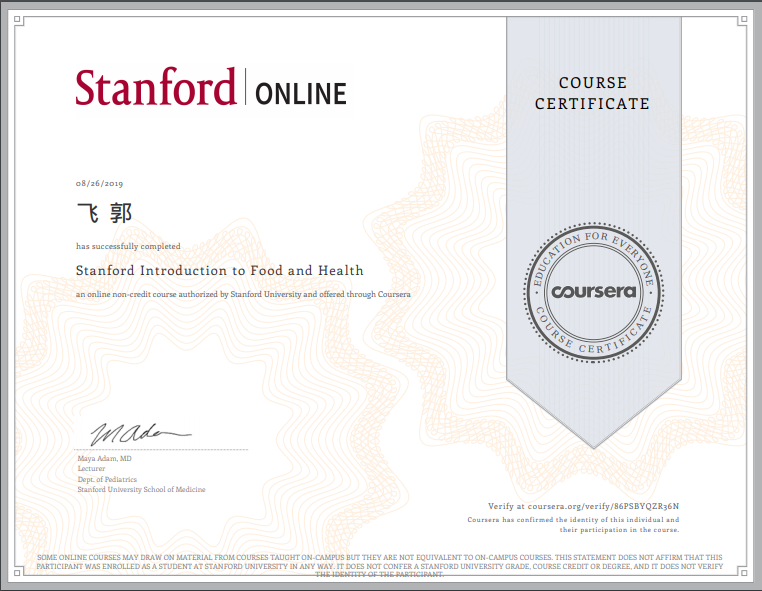 Stanford | ONLINE
COURSE
CERTIFICATE
08/26/2019
飞 郭
has successfully completed
Stanford Introduction to Food and Health
an online non-credit course authorized by Stanford University and offered through Coursera
EDUCATION FOR EVERYONE
coursera
COURSE CERTIFICATE
Maya Adam, MD
Lecturer
Dept. of Pediatrics
Stanford University School of Medicine
Verify at coursera.org/verify/86PSBYQZR36N
Coursera has confirmed the identity of this individual and
their participation in the course.
SOME ONLINE COURSES MAY DRAW ON MATERIAL FROM COURSES TAUGHT ON-CAMPUS BUT THEY ARE NOT EQUIVALENT TO ON-CAMPUS COURSES. THIS STATEMENT DOES NOT AFFIRM THAT THIS
PARTICIPANT WAS ENROLLED AS A STUDENT AT STANFORD UNIVERSITY IN ANY WAY. IT DOES NOT CONFER A STANFORD UNIVERSITY GRADE, COURSE CREDIT OR DEGREE, AND IT DOES NOT VERIFY
THE IDENTITY OF THE PARTICIPANT.